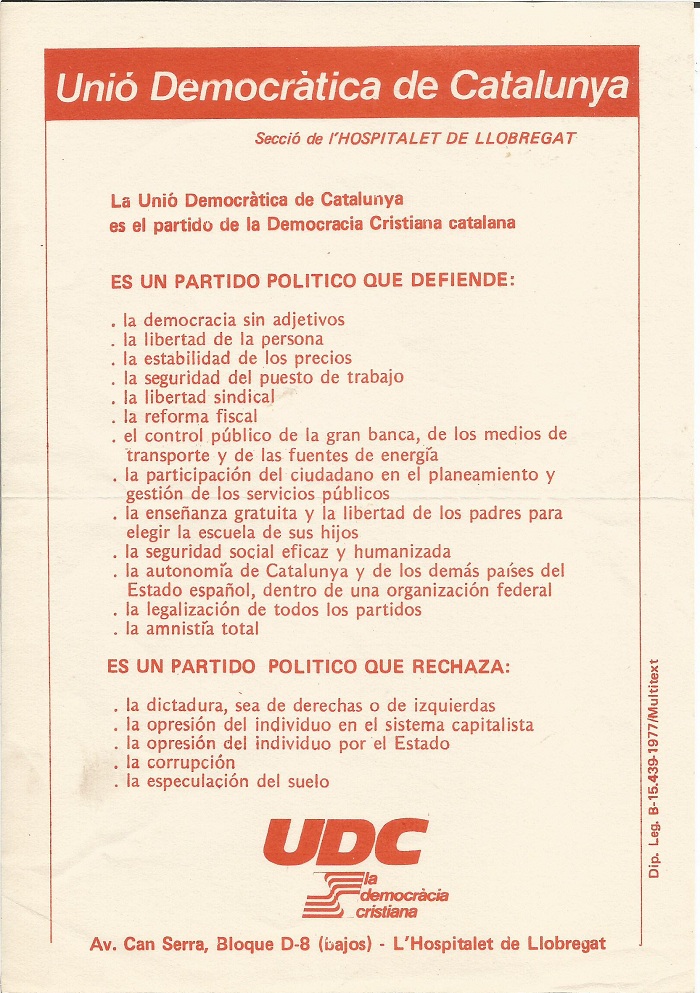 Unió Democràtica de Catalunya
Secció de l'HOSPITALET DE LLOBREGAT
La Unió Democràtica de Catalunya
es el partido de la Democracia Cristiana catalana
ES UN PARTIDO POLITICO QUE DEFIENDE:
. la democracia sin adjetivos
. la libertad de la persona
. la estabilidad de los precios
. la seguridad del puesto de trabajo
. la libertad sindical
. la reforma fiscal
. el control público de la gran banca, de los medios de
transporte y de las fuentes de energía
. la participación del ciudadano en el planeamiento y
gestión de los servicios públicos
. la enseñanza gratuita y la libertad de los padres para
elegir la escuela de sus hijos
. la seguridad social eficaz y humanizada
. la autonomía de Catalunya y de los demás países del
Estado español, dentro de una organización federal
. la legalización de todos los partidos
. la amnistía total
ES UN PARTIDO POLITICO QUE RECHAZA:
. la dictadura, sea de derechas o de izquierdas
. la opresión del individuo en el sistema capitalista
. la opresión del individuo por el Estado
. la corrupción
. la especulación del suelo
UDC
la
democràcia
cristiana
Av. Can Serra, Bloque D-8 (bajos) - L'Hospitalet de Llobregat
Dip. Leg. B-15.439-1977/Multitext